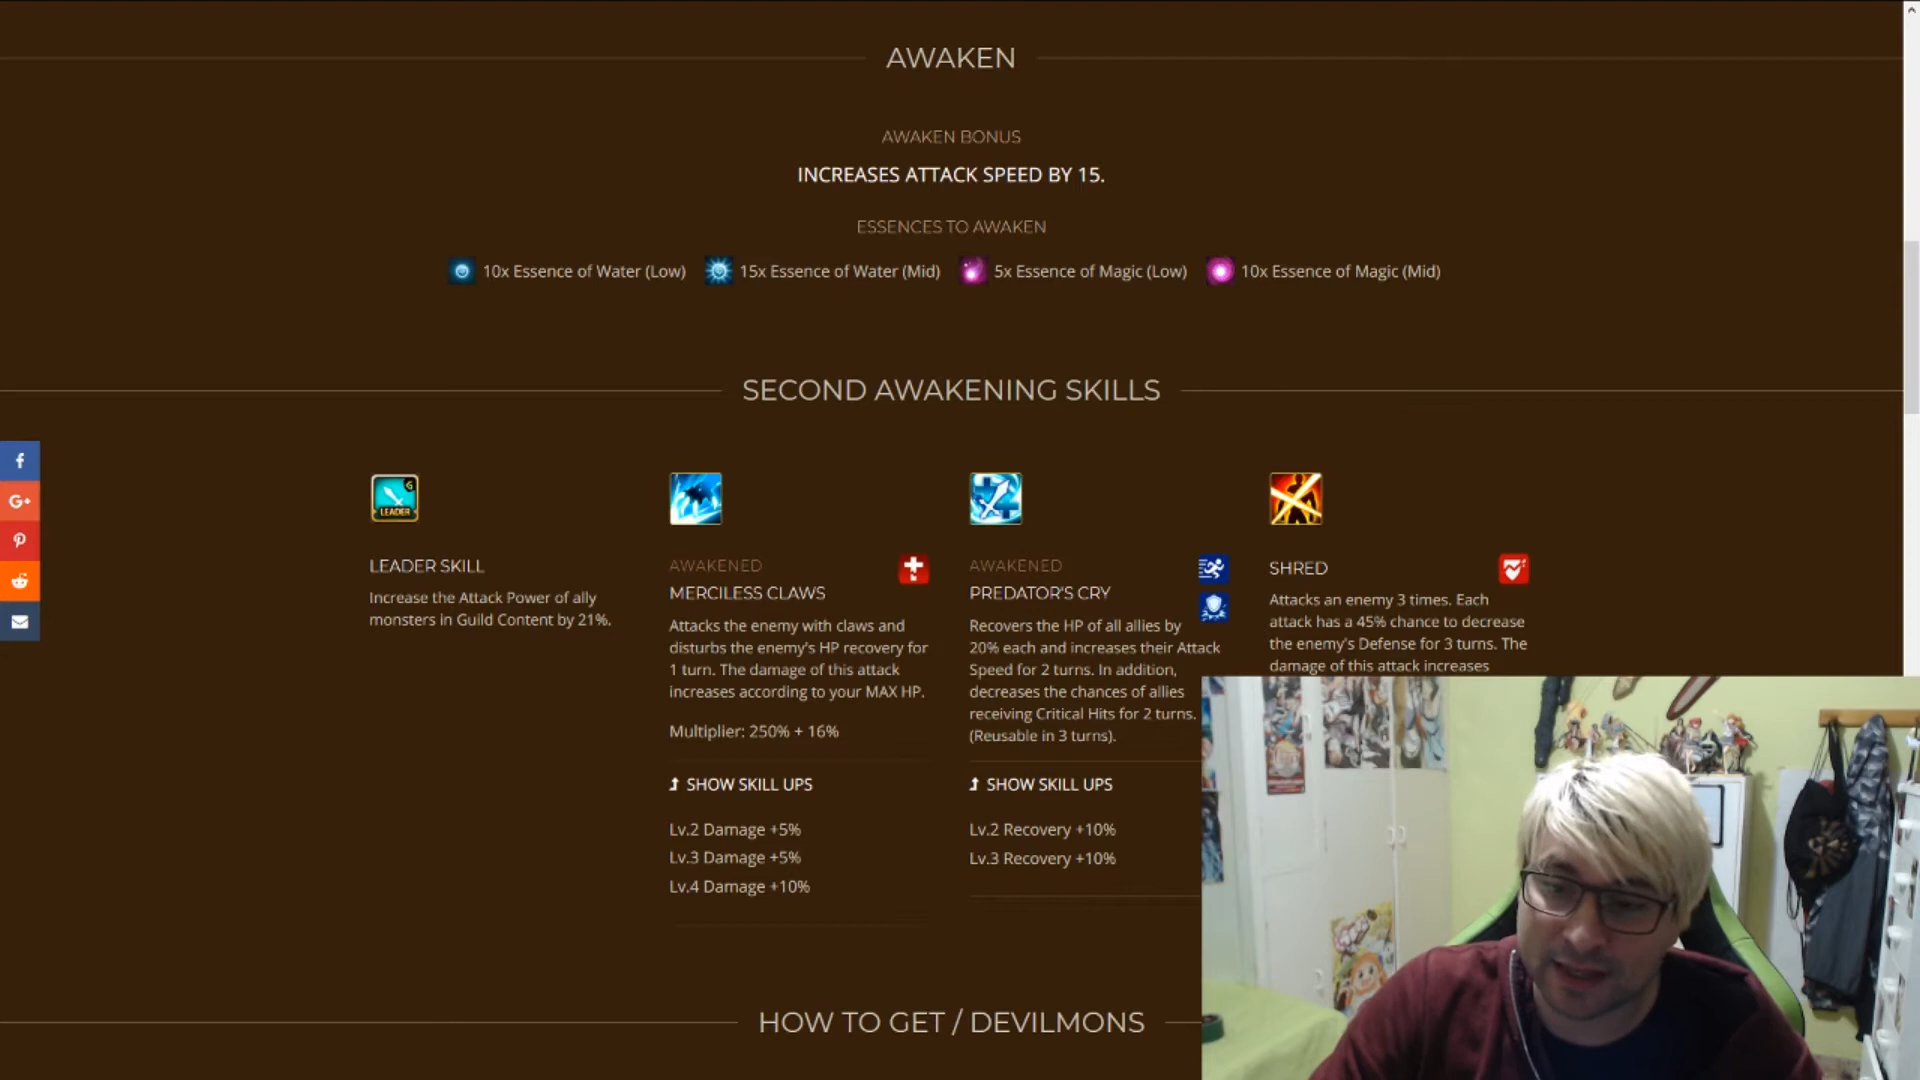 AWAKEN
AWAKEN BONUS
INCREASES ATTACK SPEED BY 15.
ESSENCES TO AWAKEN
10x Essence of Water (Low) 15x Essence of Water (Mid) 5x Essence of Magic (Low) 10x Essence of Magic (Mid)
SECOND AWAKENING SKILLS
f
G+
LEADER
G
LEADER SKILL
Increase the Attack Power of ally
monsters in Guild Content by 21%.
AWAKENED
MERCILESS CLAWS
Attacks the enemy with claws and
disturbs the enemy's HP recovery for
1 turn. The damage of this attack
increases according to your MAX HP.
Multiplier: 250% + 16%
SHOW SKILL UPS
Lv.2 Damage +5%
Lv.3 Damage +5%
Lv.4 Damage +10%
AWAKENED
PREDATOR'S CRY
Recovers the HP of all allies by
20% each and increases their Attack
Speed for 2 turns. In addition,
decreases the chances of allies
receiving Critical Hits for 2 turns.
(Reusable in 3 turns).
SHOW SKILL UPS
Lv.2 Recovery +10%
Lv.3 Recovery +10%
SHRED
Attacks an enemy 3 times. Each
attack has a 45% chance to decrease
the enemy's Defense for 3 turns. The
damage of this attack increases
HOW TO GET / DEVILMONS